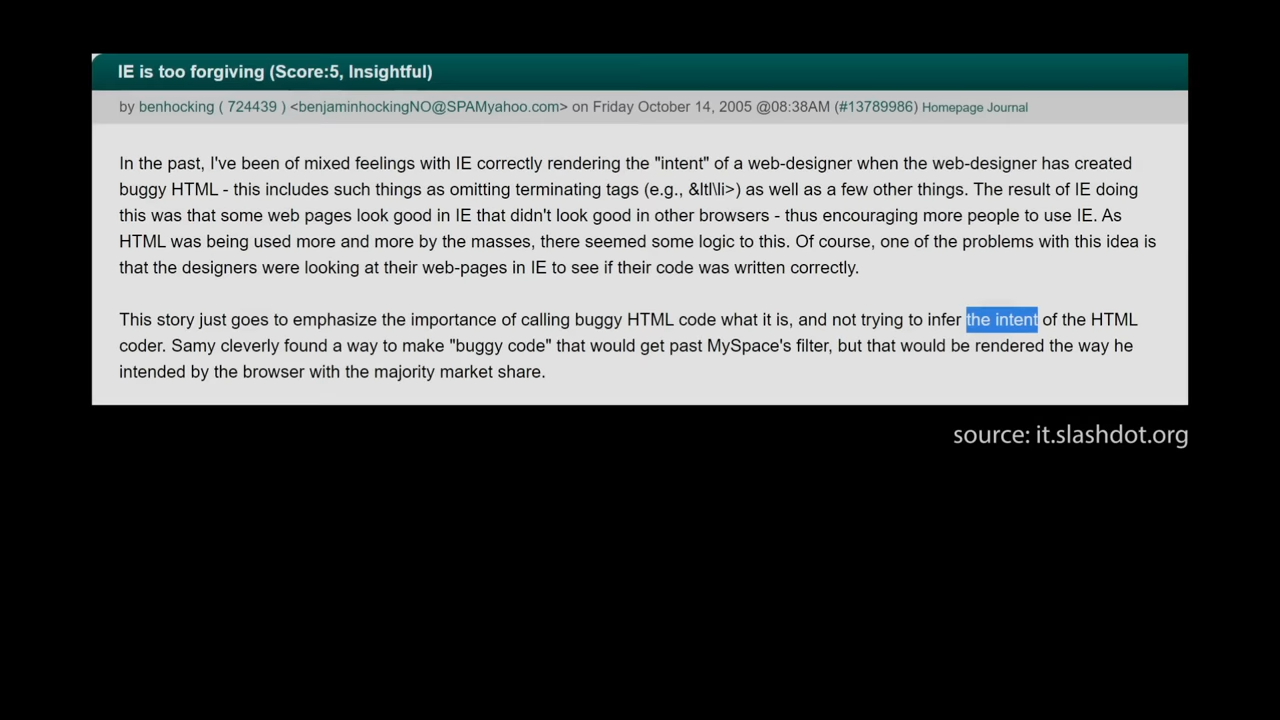 IE is too forgiving (Score:5, Insightful)
by benhocking ( 724439 ) <benjaminhockingNO@SPAMyahoo.com> on Friday October 14, 2005 @08:38AM (#13789986) Homepage Journal
In the past, I've been of mixed feelings with IE correctly rendering the "intent" of a web-designer when the web-designer has created
buggy HTML - this includes such things as omitting terminating tags (e.g., &ltl\li>) as well as a few other things. The result of IE doing
this was that some web pages look good in IE that didn't look good in other browsers - thus encouraging more people to use IE. As
HTML was being used more and more by the masses, there seemed some logic to this. Of course, one of the problems with this idea is
that the designers were looking at their web-pages in IE to see if their code was written correctly.
This story just goes to emphasize the importance of calling buggy HTML code what it is, and not trying to infer the intent of the HTML
coder. Samy cleverly found a way to make "buggy code" that would get past MySpace's filter, but that would be rendered the way he
intended by the browser with the majority market share.
source: it.slashdot.org